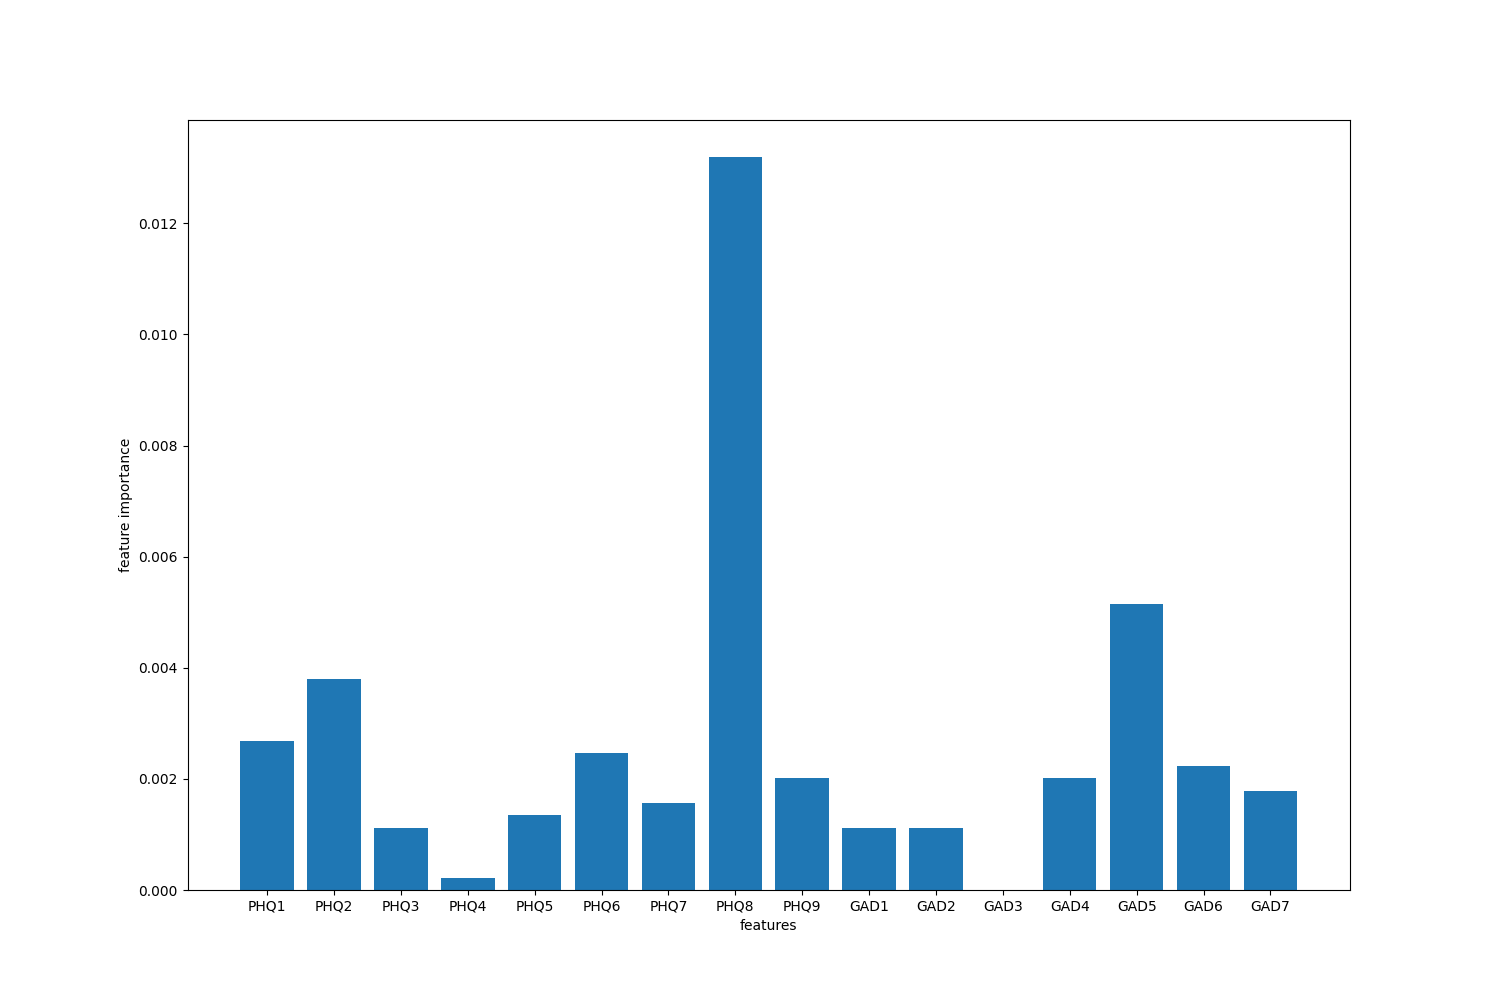 feature importance
0.012
0.010
0.008
0.006
0.004
0.002
0.000
PHQ1 PHQ2 PHQ3 PHQ4 PHQ5 PHQ6 PHQ7 PHQ8 PHQ9 GAD1 GAD2 GAD3 GAD4 GAD5 GAD6 GAD7
features